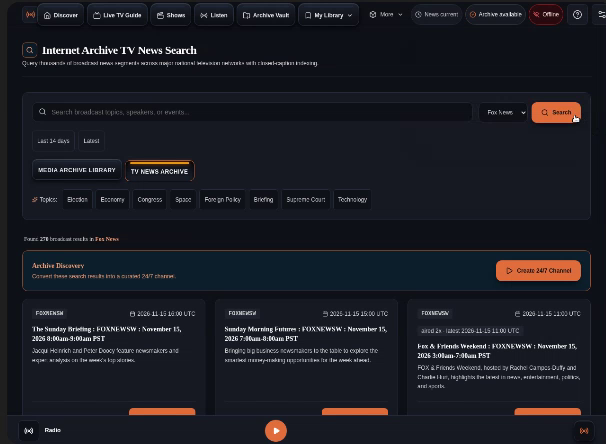 Discover
Live TV Guide
Shows
Listen
Archive Vault
My Library
More
News current
Archive available
Offline
Internet Archive TV News Search
Query thousands of broadcast news segments across major national television networks with closed-caption indexing.
Search broadcast topics, speakers, or events...
Fox News
Search
Last 14 days
Latest
MEDIA ARCHIVE LIBRARY
TV NEWS ARCHIVE
Topics:
Election
Economy
Congress
Space
Foreign Policy
Briefing
Supreme Court
Technology
Found 270 broadcast results in Fox News
Archive Discovery
Convert these search results into a curated 24/7 channel.
Create 24/7 Channel
FOXNEWSW
2026-11-15 16:00 UTC
The Sunday Briefing : FOXNEWSW : November 15,
2026 8:00am-9:00am PST
Jacqui Heinrich and Peter Doocy feature newsmakers and
expert analysis on the week's top stories.
FOXNEWSW
2026-11-15 15:00 UTC
Sunday Morning Futures : FOXNEWSW : November 15,
2026 7:00am-8:00am PST
Bringing big business newsmakers to the table to explore the
smartest money-making opportunities for the week ahead.
FOXNEWSW
2026-11-15 11:00 UTC
aired 2x · latest 2026-11-15 11:00 UTC
Fox & Friends Weekend : FOXNEWSW : November 15,
2026 3:00am-7:00am PST
FOX & Friends Weekend, hosted by Rachel Campos-Duffy and
Charlie Hurt, highlights the latest in news, entertainment, politics,
and sports.
Radio